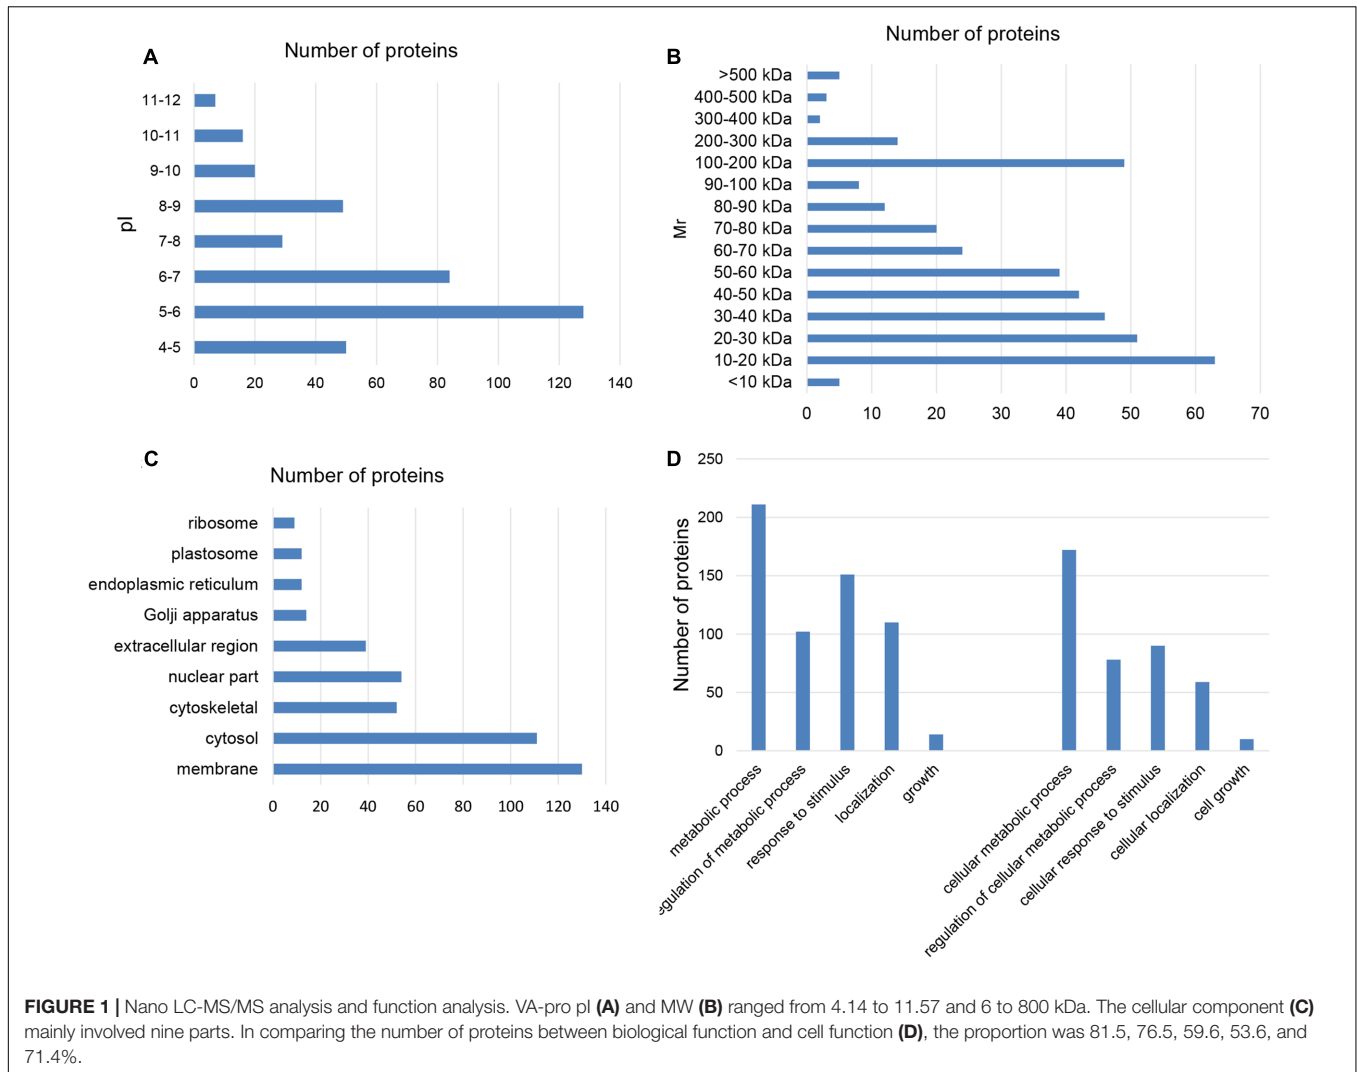 A
Number of proteins
pI
11-12
10-11
9-10
8-9
7-8
6-7
5-6
4-5
0 20 40 60 80 100 120 140
B
Number of proteins
Mr
>500 kDa
400-500 kDa
300-400 kDa
200-300 kDa
100-200 kDa
90-100 kDa
80-90 kDa
70-80 kDa
60-70 kDa
50-60 kDa
40-50 kDa
30-40 kDa
20-30 kDa
10-20 kDa
<10 kDa
0 10 20 30 40 50 60 70
C
Number of proteins
ribosome
plastosome
endoplasmic reticulum
Golji apparatus
extracellular region
nuclear part
cytoskeletal
cytosol
membrane
0 20 40 60 80 100 120 140
D
Number of proteins
250
200
150
100
50
0
metabolic process
egulation of metabolic process
response to stimulus
localization
growth
cellular metabolic process
regulation of cellular metabolic process
cellular response to stimulus
cellular localization
cell growth
FIGURE 1 | Nano LC-MS/MS analysis and function analysis. VA-pro pI (A) and MW (B) ranged from 4.14 to 11.57 and 6 to 800 kDa. The cellular component (C)
mainly involved nine parts. In comparing the number of proteins between biological function and cell function (D), the proportion was 81.5, 76.5, 59.6, 53.6, and
71.4%.